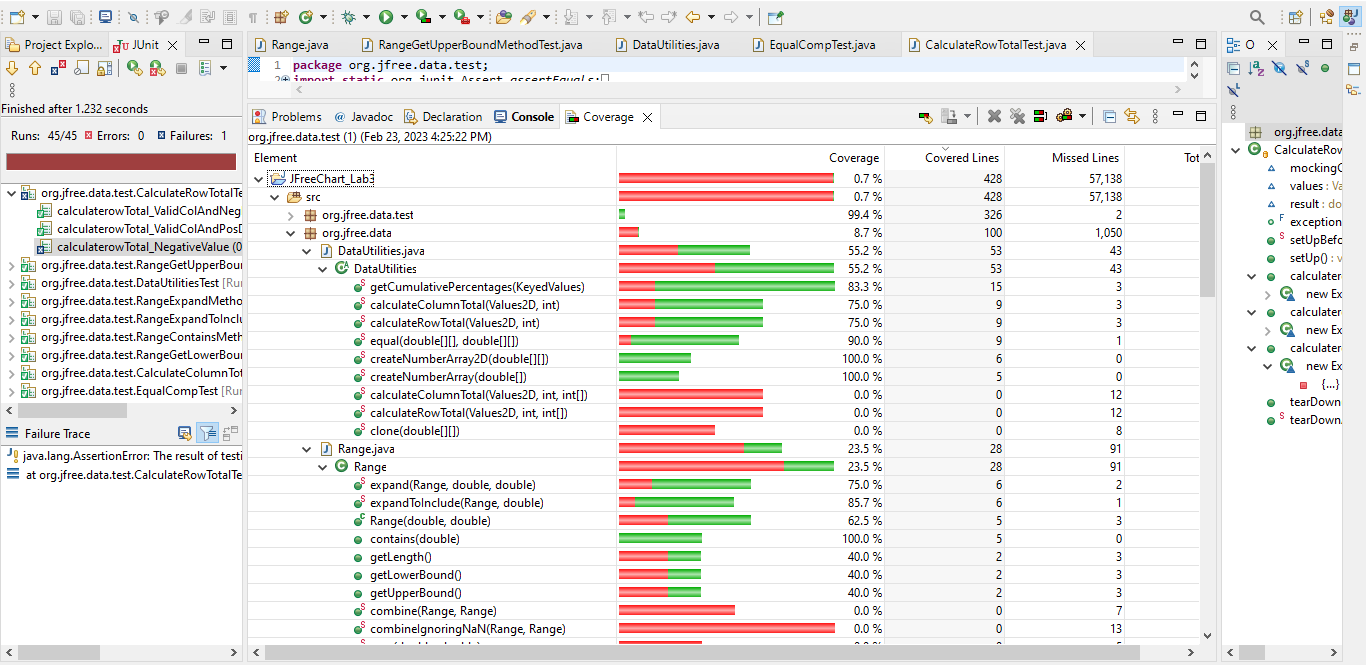 Project Explo...
JUnit
Finished after 1.232 seconds
Runs: 45/45 Errors: 0 Failures: 1
org.jfree.data.test.CalculateRowTotalTe
calculaterowTotal_ValidColAndNeg
calculaterowTotal_ValidColAndPosD
calculaterowTotal_NegativeValue (0
org.jfree.data.test.RangeGetUpperBoun
org.jfree.data.test.DataUtilitiesTest [Run
org.jfree.data.test.RangeExpandMetho
org.jfree.data.test.RangeExpandToInclu
org.jfree.data.test.RangeContainsMeth
org.jfree.data.test.RangeGetLowerBoun
org.jfree.data.test.CalculateColumnTot
org.jfree.data.test.EqualCompTest [Run
Failure Trace
java.lang.AssertionError: The result of testi
at org.jfree.data.test.CalculateRowTotalTe
Range.java
RangeGetUpperBoundMethodTest.java
DataUtilities.java
EqualCompTest.java
CalculateRowTotalTest.java
1 package org.jfree.data.test;
2 import static org.junit.Assert.assertEquals;
Problems
Javadoc
Declaration
Console
Coverage
org.jfree.data.test (1) (Feb 23, 2023 4:25:22 PM)
Element Coverage Covered Lines Missed Lines Tot
JFreeChart_Lab3 0.7 % 428 57,138
src 0.7 % 428 57,138
org.jfree.data.test 99.4 % 326 2
org.jfree.data 8.7 % 100 1,050
DataUtilities.java 55.2 % 53 43
DataUtilities 55.2 % 53 43
getCumulativePercentages(KeyedValues) 83.3 % 15 3
calculateColumnTotal(Values2D, int) 75.0 % 9 3
calculateRowTotal(Values2D, int) 75.0 % 9 3
equal(double[][], double[][]) 90.0 % 9 1
createNumberArray2D(double[][]) 100.0 % 6 0
createNumberArray(double[]) 100.0 % 5 0
calculateColumnTotal(Values2D, int, int[]) 0.0 % 0 12
calculateRowTotal(Values2D, int, int[]) 0.0 % 0 12
clone(double[][]) 0.0 % 0 8
Range.java 23.5 % 28 91
Range 23.5 % 28 91
expand(Range, double, double) 75.0 % 6 2
expandToInclude(Range, double) 85.7 % 6 1
Range(double, double) 62.5 % 5 3
contains(double) 100.0 % 5 0
getLength() 40.0 % 2 3
getLowerBound() 40.0 % 2 3
getUpperBound() 40.0 % 2 3
combine(Range, Range) 0.0 % 0 7
combineIgnoringNaN(Range, Range) 0.0 % 0 13
O
org.jfree.data
CalculateRow
mockingC
values : Va
result : do
exception
setUpBefo
setUp() : v
calculater
new Ex
calculater
new Ex
calculater
new Ex
{...}
tearDown
tearDown.